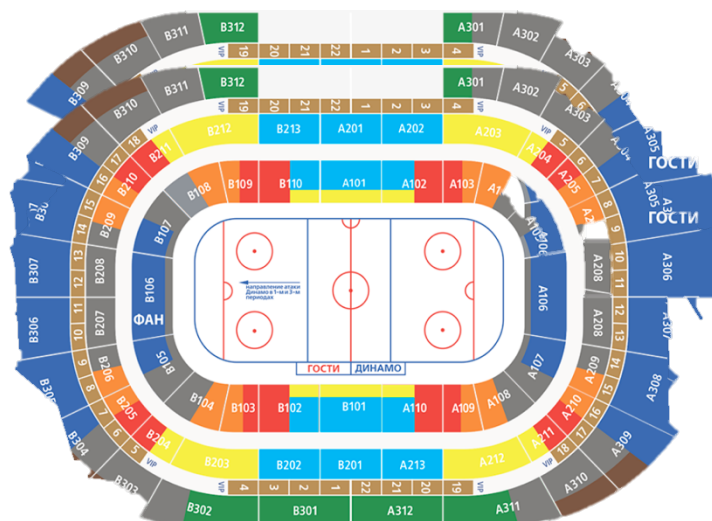 B311 B312 A301 A302
B310 A303
B309 VIP 19 20 21 22 1 2 3 4 VIP
B311 B312 A301 A302
B310 A303
B309 VIP 19 20 21 22 1 2 3 4 VIP 5 6
A305
ГОСТИ
B212 B213 A201 A202 A203
18 17 16 15 14 13 12 11 10 9 8 7 6 5
B211 A204
B210 A205
B209
A305
ГОСТИ
B108 B109 B110 A101 A102 A103
B107
B208 A208
B307 A306
B106 A106
направление атаки
Динамо в 1-м и 3-м
периодах
ФАН
B306 B207 A208 A307
ГОСТИ ДИНАМО
B105 A107
B206 A209 A308
B104 B103 B102 B101 A110 A109 A108
B205 A210
B204 A211
A309
B304 VIP B203 B202 B201 A213 A212 VIP
5 6 7 8 9 10 11 12 13 14 15 16 17 18
B303 A310
VIP 4 3 2 1 22 21 20 19 VIP
B302 B301 A312 A311